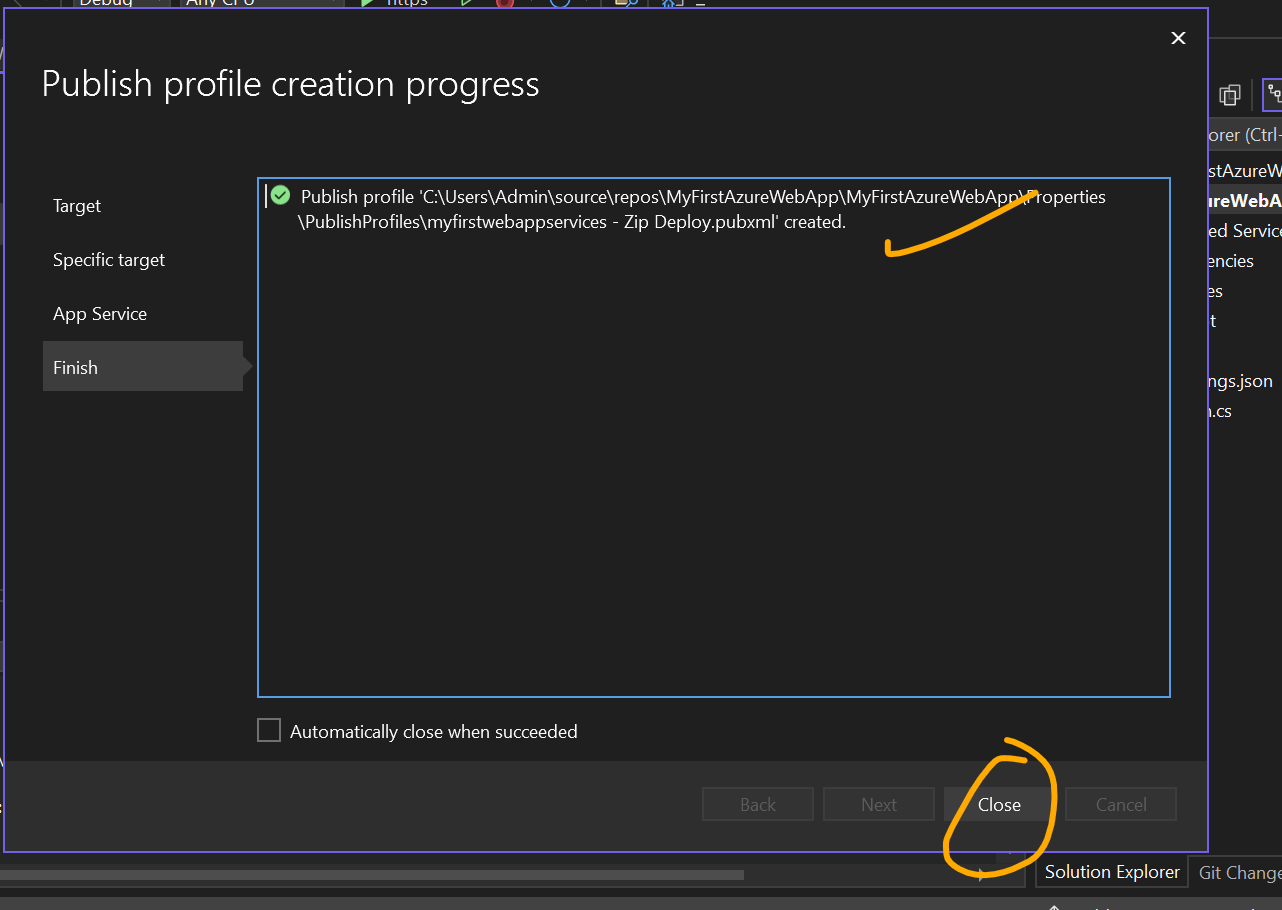 Debug
Any CPU
https
Publish profile creation progress
Target
Specific target
App Service
Finish
Publish profile 'C:\Users\Admin\source\repos\MyFirstAzureWebApp\MyFirstAzureWebApp\Properties
\PublishProfiles\myfirstwebappservices - Zip Deploy.pubxml' created.
Automatically close when succeeded
Back
Next
Close
Cancel
orer (Ctrl-
stAzureW
ureWebA
ed Service
encies
es
t
ngs.json
n.cs
Solution Explorer
Git Change